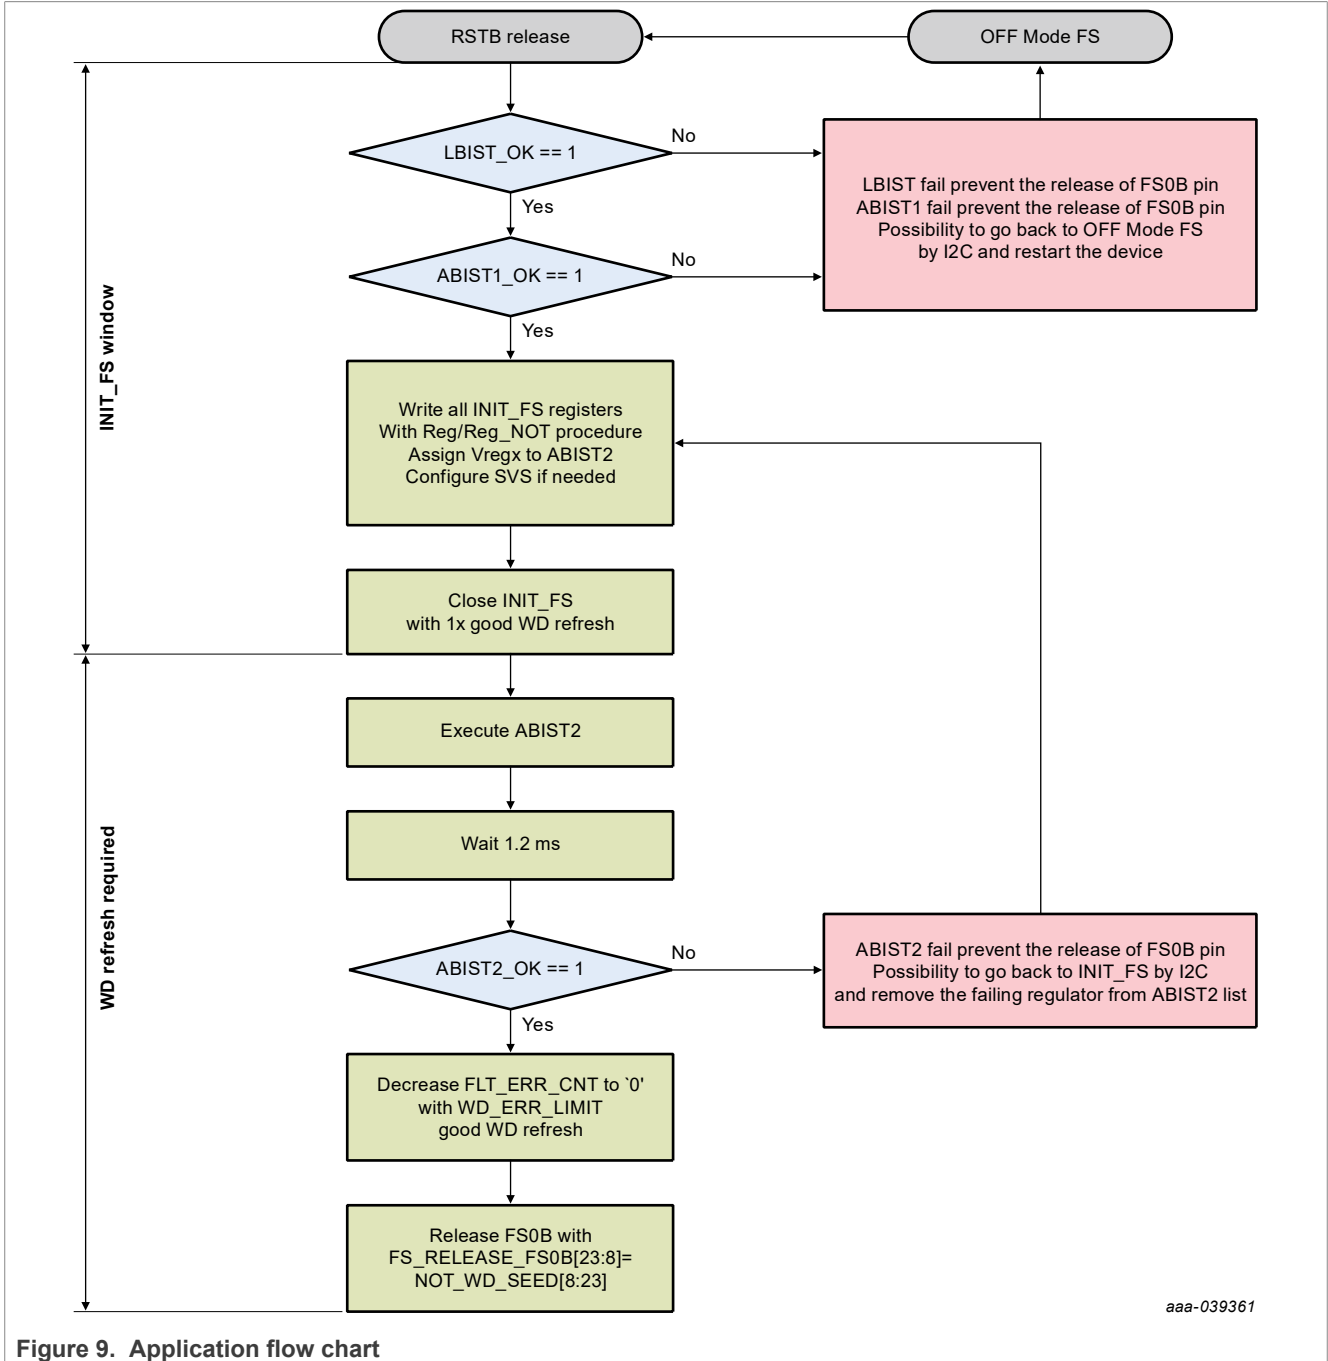 RSTB release
OFF Mode FS
LBIST_OK == 1
No
Yes
LBIST fail prevent the release of FS0B pin
ABIST1 fail prevent the release of FS0B pin
Possibility to go back to OFF Mode FS
by I2C and restart the device
ABIST1_OK == 1
No
Yes
INIT_FS window
Write all INIT_FS registers
With Reg/Reg_NOT procedure
Assign Vregx to ABIST2
Configure SVS if needed
Close INIT_FS
with 1x good WD refresh
Execute ABIST2
Wait 1.2 ms
WD refresh required
ABIST2_OK == 1
No
Yes
ABIST2 fail prevent the release of FS0B pin
Possibility to go back to INIT_FS by I2C
and remove the failing regulator from ABIST2 list
Decrease FLT_ERR_CNT to `0'
with WD_ERR_LIMIT
good WD refresh
Release FS0B with
FS_RELEASE_FS0B[23:8]=
NOT_WD_SEED[8:23]
aaa-039361
Figure 9. Application flow chart